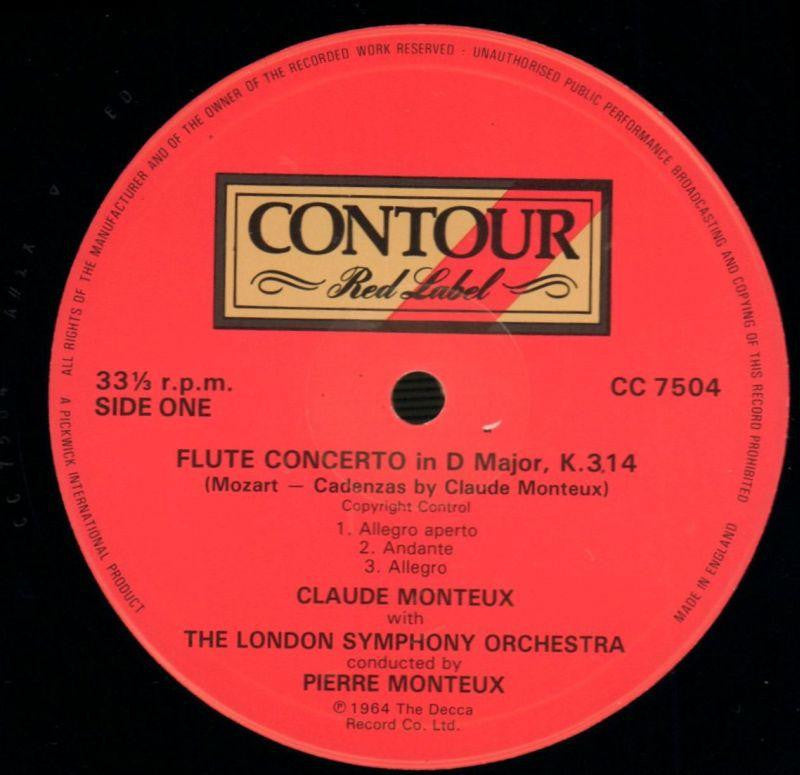 ALL RIGHTS OF THE MANUFACTURER AND OF THE OWNER OF THE RECORDED WORK RESERVED - UNAUTHORISED PUBLIC PERFORMANCE BROADCASTING AND COPYING OF THIS RECORD PROHIBITED
CONTOUR
Red Label
33⅓ r.p.m.
SIDE ONE
CC 7504
FLUTE CONCERTO in D Major, K.3,14
(Mozart — Cadenzas by Claude Monteux)
Copyright Control
1. Allegro aperto
2. Andante
3. Allegro
CLAUDE MONTEUX
with
THE LONDON SYMPHONY ORCHESTRA
conducted by
PIERRE MONTEUX
℗ 1964 The Decca
Record Co. Ltd.
A PICKWICK INTERNATIONAL PRODUCT
MADE IN ENGLAND